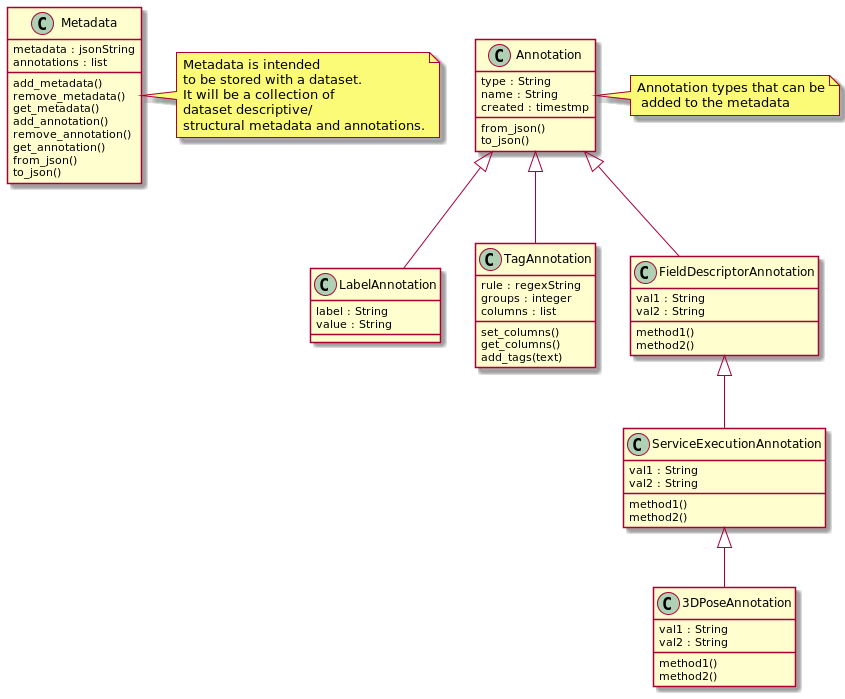 C Metadata
metadata : jsonString
annotations : list
add_metadata()
remove_metadata()
get_metadata()
add_annotation()
remove_annotation()
get_annotation()
from_json()
to_json()
Metadata is intended
to be stored with a dataset.
It will be a collection of
dataset descriptive/
structural metadata and annotations.
C Annotation
type : String
name : String
created : timestmp
from_json()
to_json()
Annotation types that can be
added to the metadata
C LabelAnnotation
label : String
value : String
C TagAnnotation
rule : regexString
groups : integer
columns : list
set_columns()
get_columns()
add_tags(text)
C FieldDescriptorAnnotation
val1 : String
val2 : String
method1()
method2()
C ServiceExecutionAnnotation
val1 : String
val2 : String
method1()
method2()
C 3DPoseAnnotation
val1 : String
val2 : String
method1()
method2()